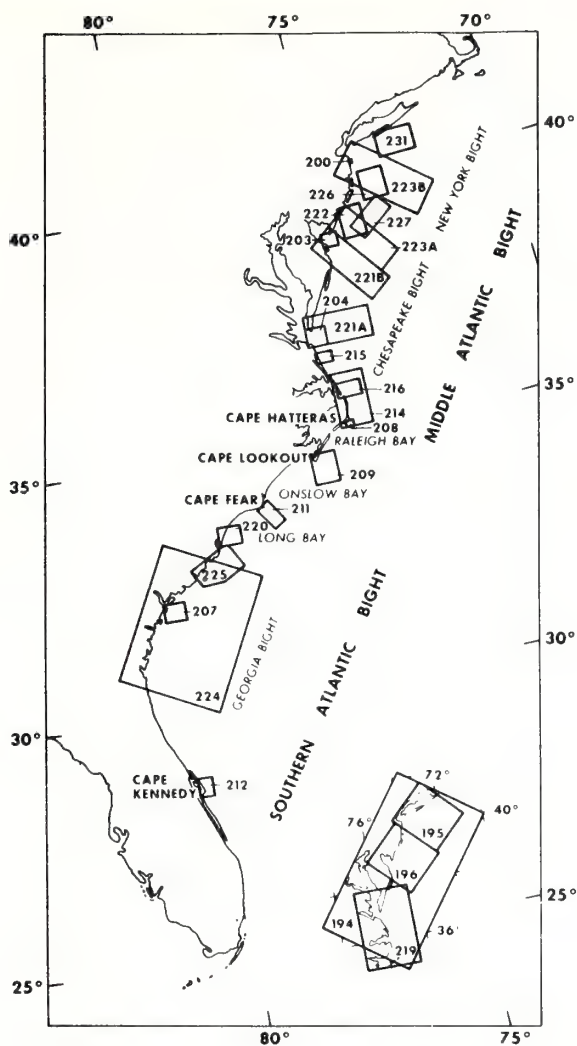 80°
75°
70°
40°
231
200
226
223B
NEW YORK BIGHT
222
227
40°
203
223A
221B
CHESAPEAKE BIGHT
MIDDLE ATLANTIC BIGHT
204
221A
215
35°
216
214
CAPE HATTERAS
208
RALEIGH BAY
CAPE LOOKOUT
209
35°
ONSLOW BAY
CAPE FEAR
211
220
LONG BAY
225
207
30°
GEORGIA BIGHT
224
SOUTHERN ATLANTIC BIGHT
30°
CAPE
KENNEDY
212
72°
40°
76°
195
196
25°
194
36°
219
25°
80°
75°